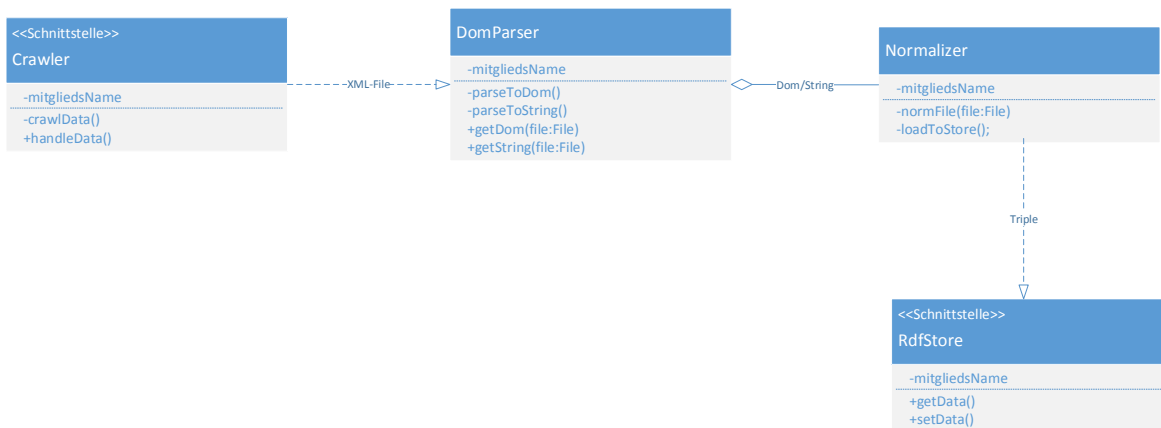 <<Schnittstelle>>
Crawler
-mitgliedsName
-crawlData()
+handleData()
XML-File
DomParser
-mitgliedsName
-parseToDom()
-parseToString()
+getDom(file:File)
+getString(file:File)
Dom/String
Normalizer
-mitgliedsName
-normFile(file:File)
-loadToStore();
Triple
<<Schnittstelle>>
RdfStore
-mitgliedsName
+getData()
+setData()